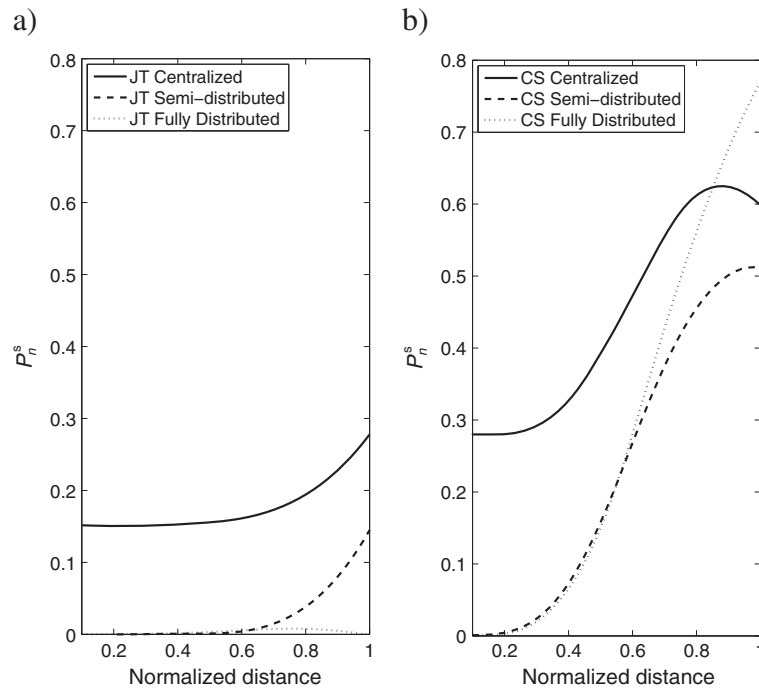 a)
0.8
0.7
0.6
0.5
0.4
0.3
0.2
0.1
0
P_n^s
JT Centralized
JT Semi−distributed
JT Fully Distributed
0.2 0.4 0.6 0.8 1
Normalized distance
b)
0.8
0.7
0.6
0.5
0.4
0.3
0.2
0.1
0
P_n^s
CS Centralized
CS Semi−distributed
CS Fully Distributed
0.2 0.4 0.6 0.8 1
Normalized distance